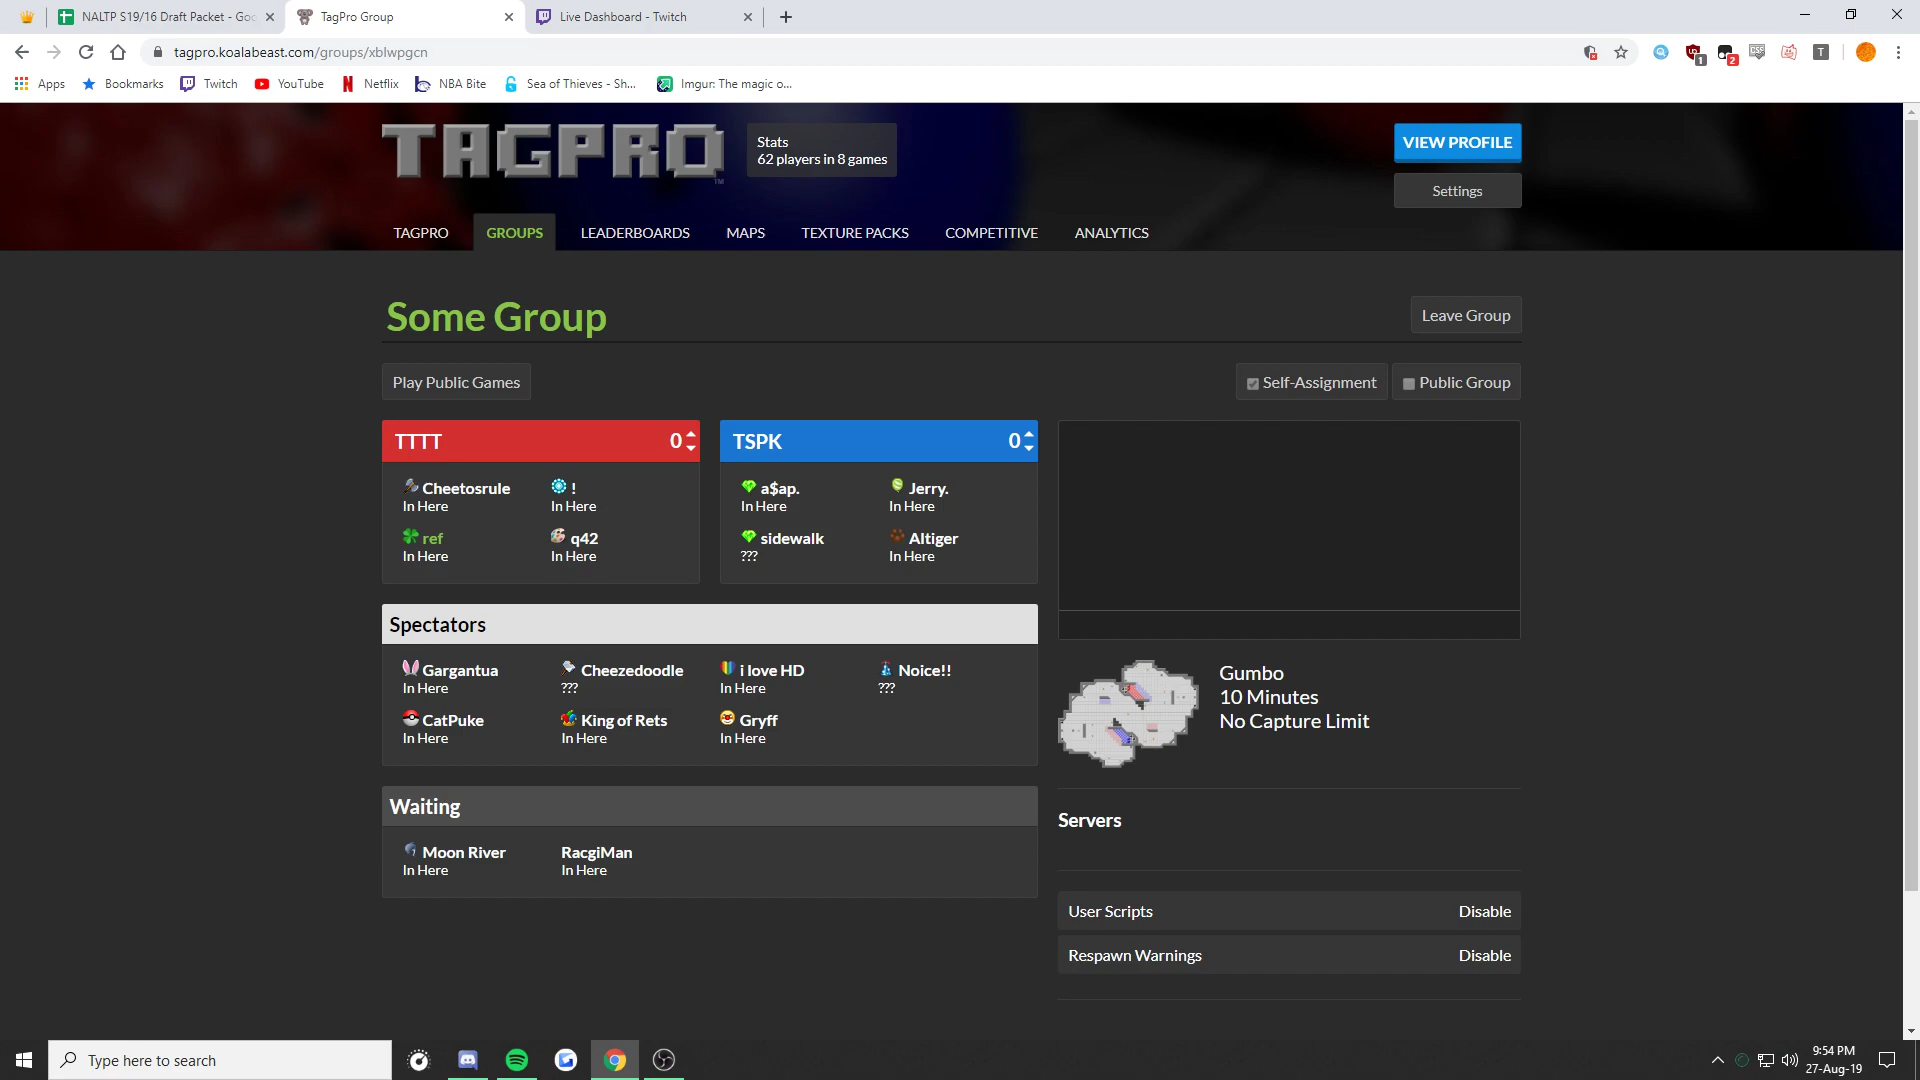 NALTP S19/16 Draft Packet - Goo
TagPro Group
Live Dashboard - Twitch
tagpro.koalabeast.com/groups/xblwpgcn
1
2
CSS
T
Apps
Bookmarks
Twitch
YouTube
Netflix
NBA Bite
Sea of Thieves - Sh...
Imgur: The magic o...
TAGPRO
TM
Stats
62 players in 8 games
VIEW PROFILE
Settings
TAGPRO
GROUPS
LEADERBOARDS
MAPS
TEXTURE PACKS
COMPETITIVE
ANALYTICS
Some Group
Leave Group
Play Public Games
Self-Assignment
Public Group
TTTT 0
TSPK 0
Cheetosrule
In Here
!
In Here
ref
In Here
q42
In Here
a$ap.
In Here
Jerry.
In Here
sidewalk
???
Altiger
In Here
Spectators
Gargantua
In Here
Cheezedoodle
???
i love HD
In Here
Noice!!
???
CatPuke
In Here
King of Rets
In Here
Gryff
In Here
Waiting
Moon River
In Here
RacgiMan
In Here
Gumbo
10 Minutes
No Capture Limit
Servers
User Scripts Disable
Respawn Warnings Disable
Type here to search
9:54 PM
27-Aug-19